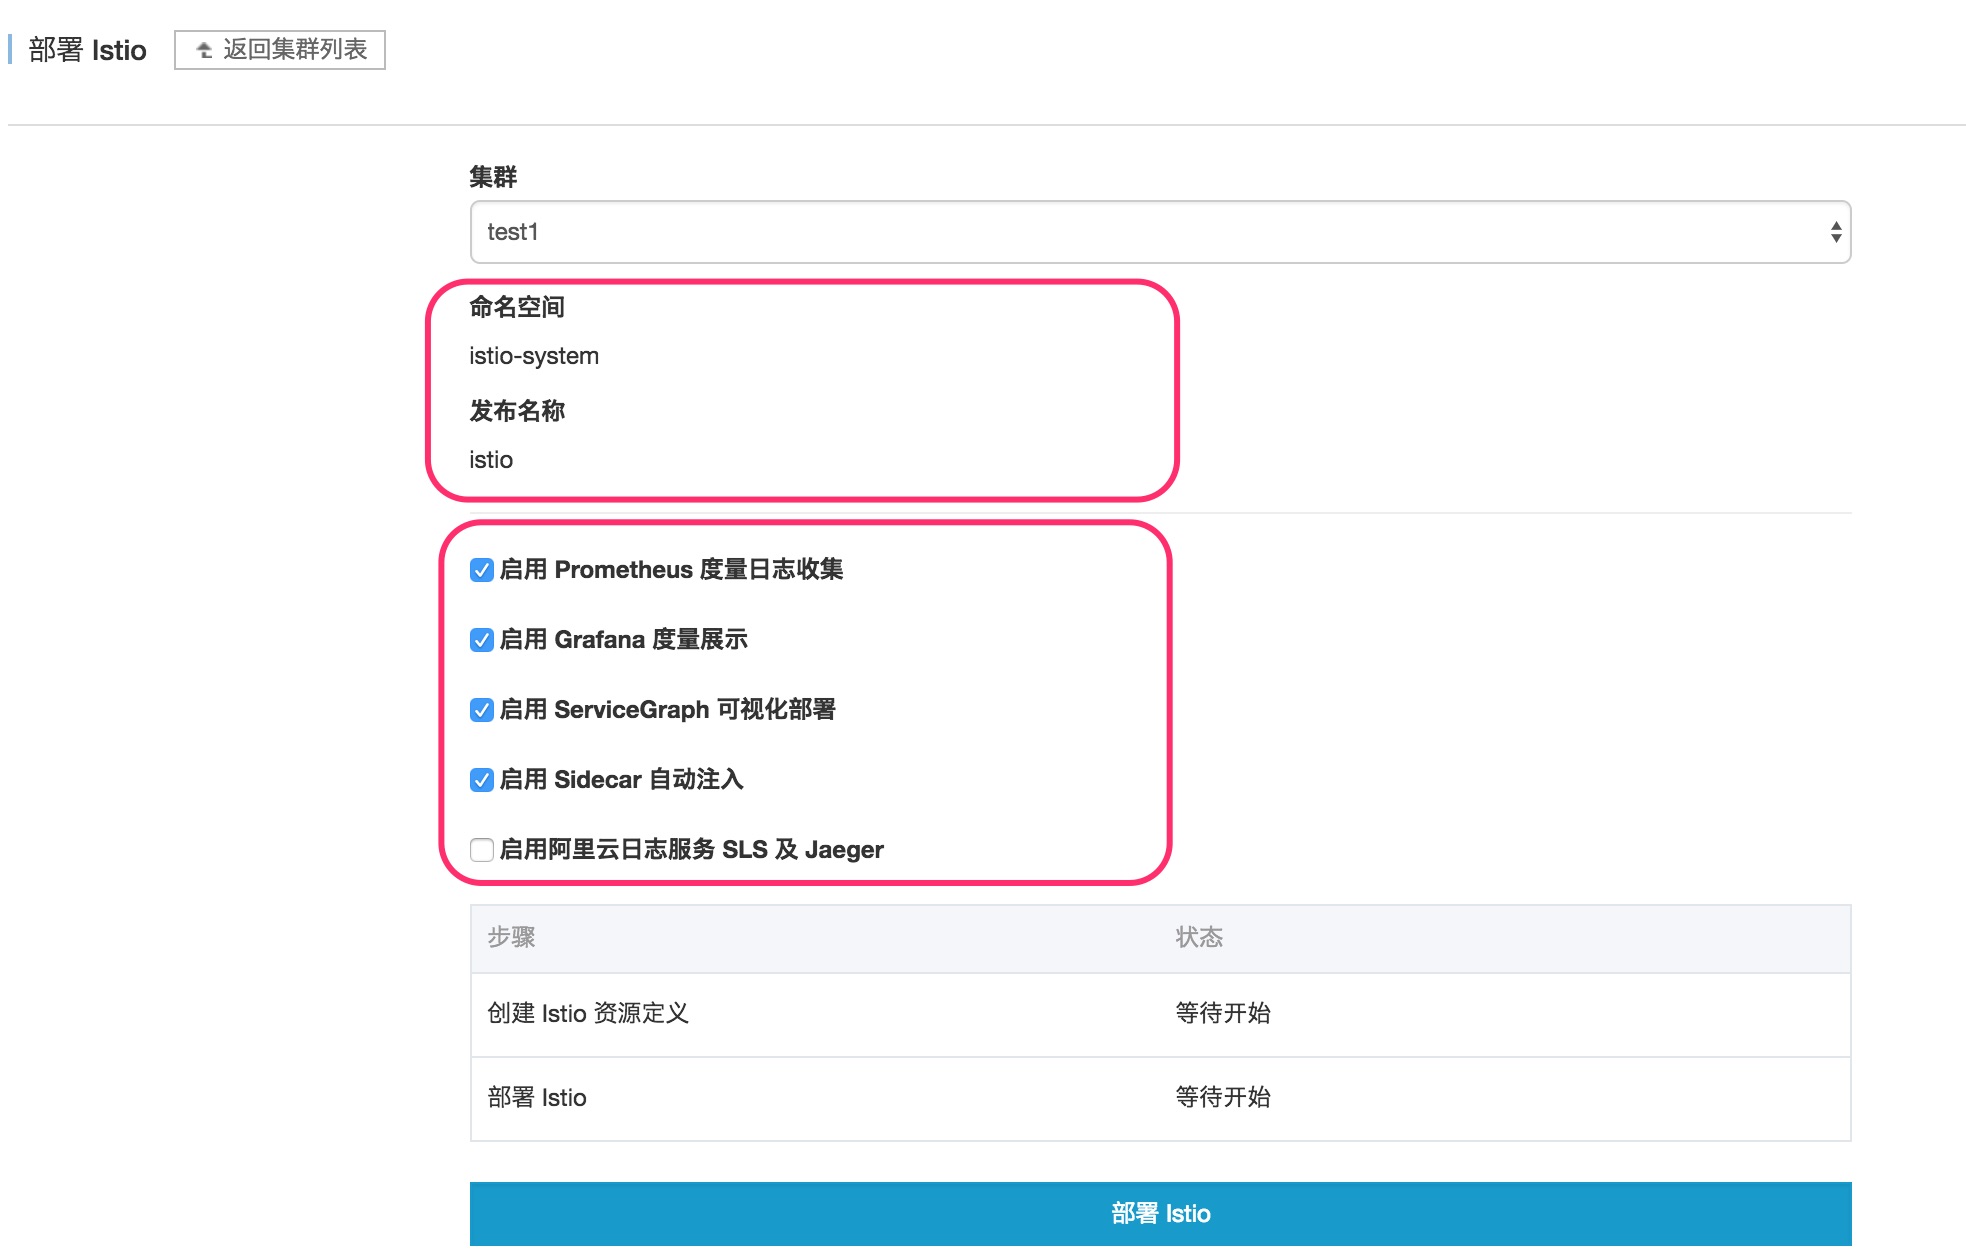 部署 Istio 返回集群列表
集群
test1
命名空间
istio-system
发布名称
istio
启用 Prometheus 度量日志收集
启用 Grafana 度量展示
启用 ServiceGraph 可视化部署
启用 Sidecar 自动注入
启用阿里云日志服务 SLS 及 Jaeger
步骤 状态
创建 Istio 资源定义 等待开始
部署 Istio 等待开始
部署 Istio